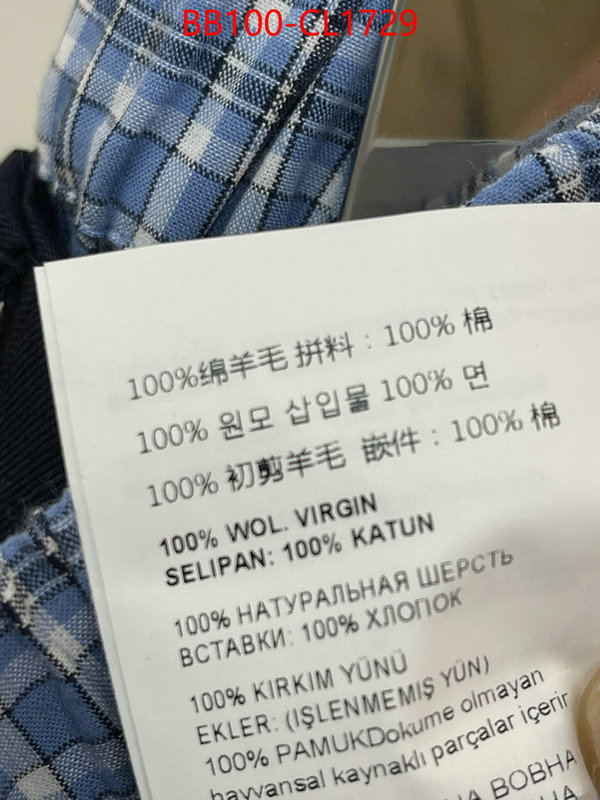 BB100-CL1729
100%绵羊毛 拼料：100% 棉
100% 원모 삽입물 100% 면
100% 初剪羊毛 嵌件：100% 棉
100% WOL. VIRGIN
SELIPAN: 100% KATUN
100% НАТУРАЛЬНАЯ ШЕРСТЬ
ВСТАВКИ: 100% ХЛОПОК
100% KIRKIM YÜNÜ
EKLER: (IŞLENMEMIŞ YÜN)
100% PAMUKDokume olmayan
hayvansal kaynaklı parçalar içerir
ВОВНА